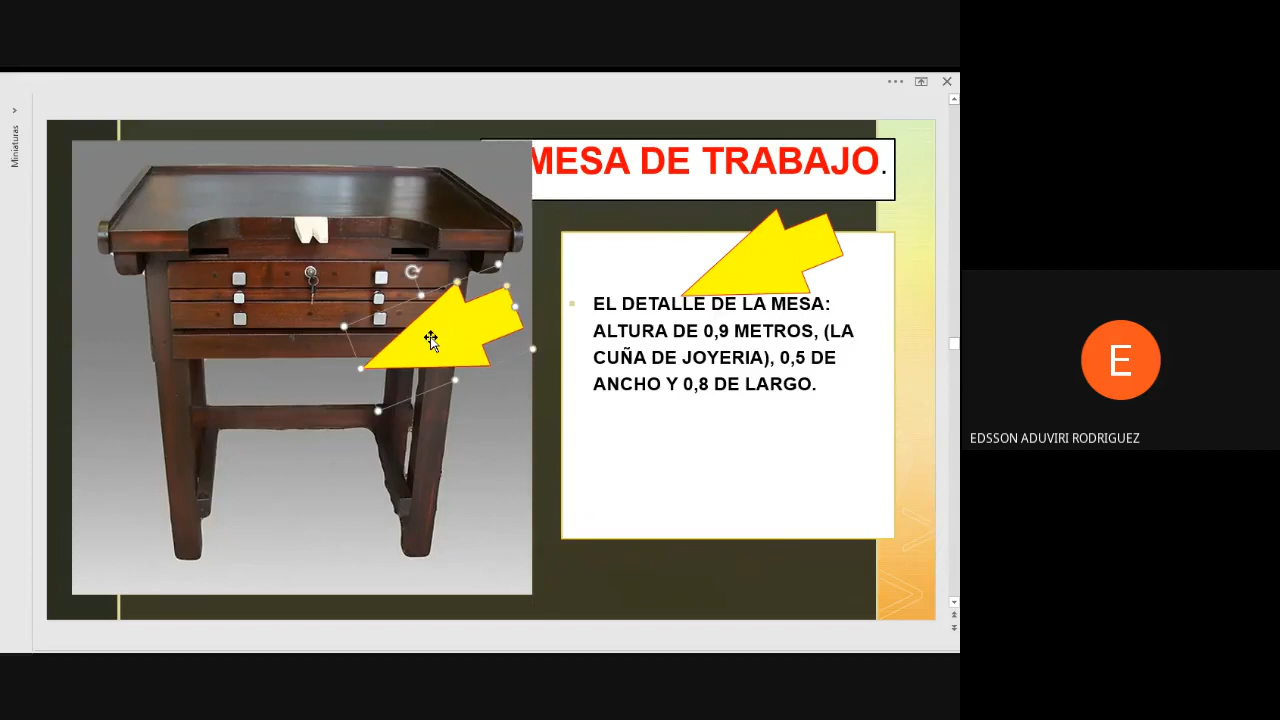 Miniaturas
MESA DE TRABAJO.
EL DETALLE DE LA MESA:
ALTURA DE 0,9 METROS, (LA
CUÑA DE JOYERIA), 0,5 DE
ANCHO Y 0,8 DE LARGO.
E
EDSSON ADUVIRI RODRIGUEZ